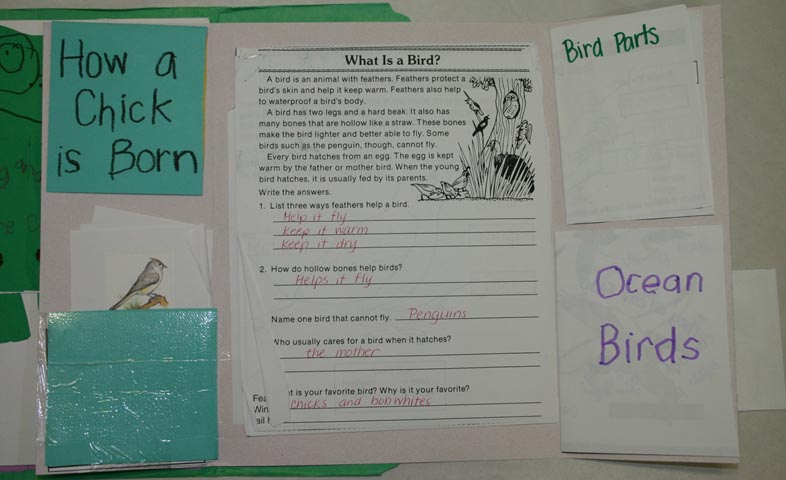 How a
Chick
is Born
What Is a Bird?
A bird is an animal with feathers. Feathers protect a
bird's skin and help it keep warm. Feathers also help
to waterproof a bird's body.
A bird has two legs and a hard beak. It also has
many bones that are hollow like a straw. These bones
make the bird lighter and better able to fly. Some
birds such as the penguin, though, cannot fly.
Every bird hatches from an egg. The egg is kept
warm by the father or mother bird. When the young
bird hatches, it is usually fed by its parents.
Write the answers.
1. List three ways feathers help a bird.
Help it fly
keep it warm
keep it dry
2. How do hollow bones help birds?
Helps it fly
Name one bird that cannot fly. Penguins
Who usually cares for a bird when it hatches?
the mother
it is your favorite bird? Why is it your favorite?
chicks and bobwhites
Fea
Win
ail f
Bird Parts
Ocean
Birds